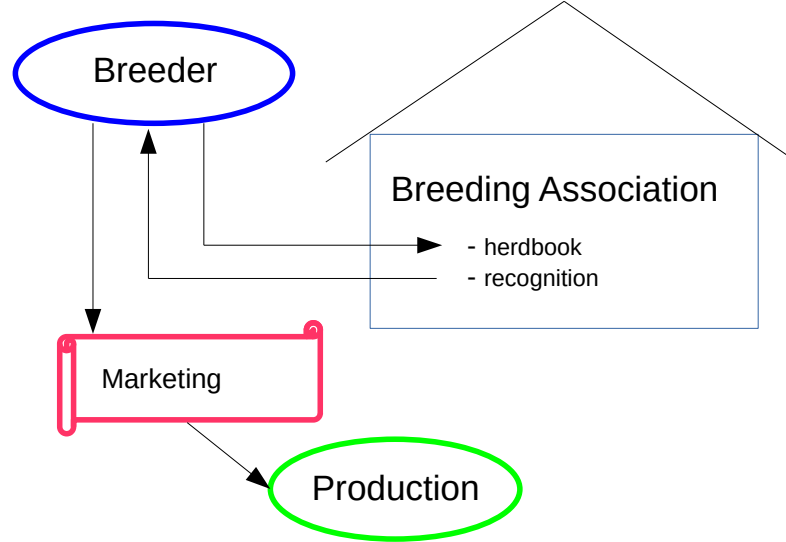 Breeder
Breeding Association
- herdbook
- recognition
Marketing
Production